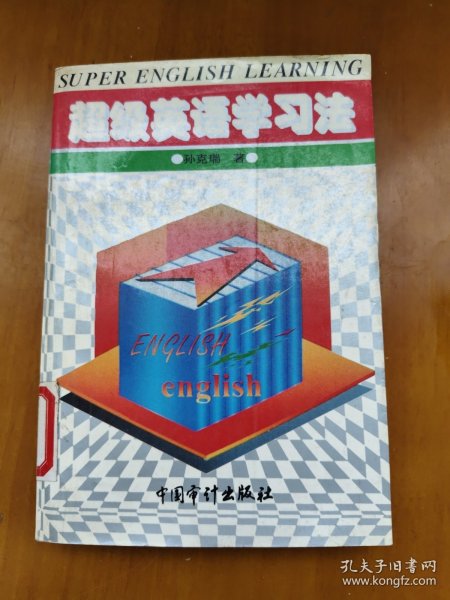 SUPER ENGLISH LEARNING
超级英语学习法
孙克瑞 著
ENGLISH
english
中国审计出版社
孔夫子旧书网
www.kongfz.com